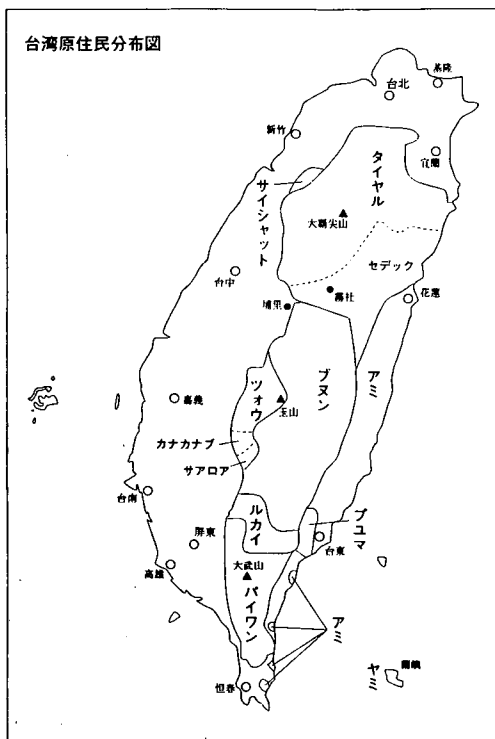 台湾原住民分布図
基隆
台北
新竹
宜蘭
タイヤル
サイシャット
大覇尖山
セデック
台中
霧社
埔里
花蓮
アミ
ブヌン
ツォウ
嘉義
玉山
カナカナブ
サアロア
台南
ルカイ
プユマ
屏東
台東
高雄
大武山
パイワン
アミ
ヤミ
蘭嶼
恒春